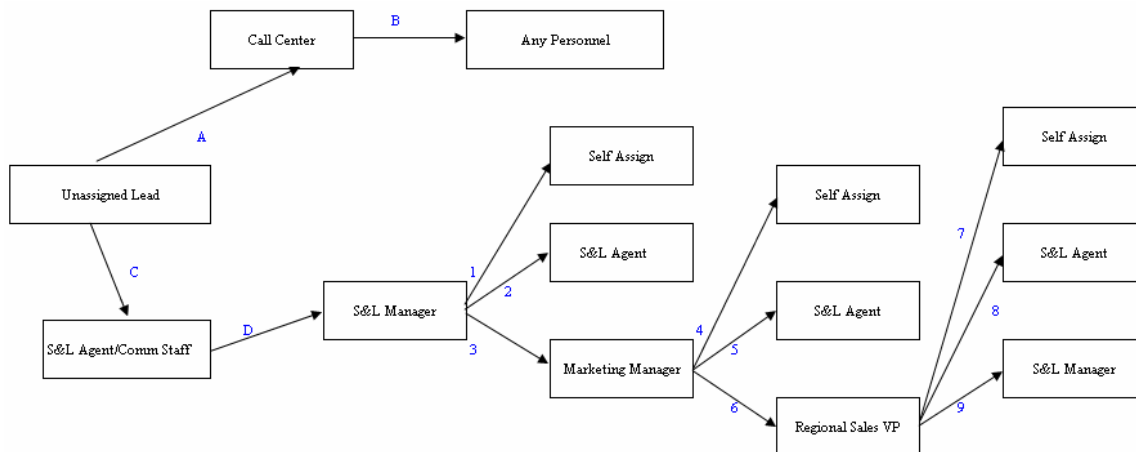 B
Call Center
Any Personnel
A
Self Assign
Self Assign
Unassigned Lead
Self Assign
7
S&L Agent
S&L Agent
C
1
2
S&L Manager
S&L Agent
8
D
4
S&L Agent/Comm Staff
3
5
Marketing Manager
S&L Manager
6
9
Regional Sales VP